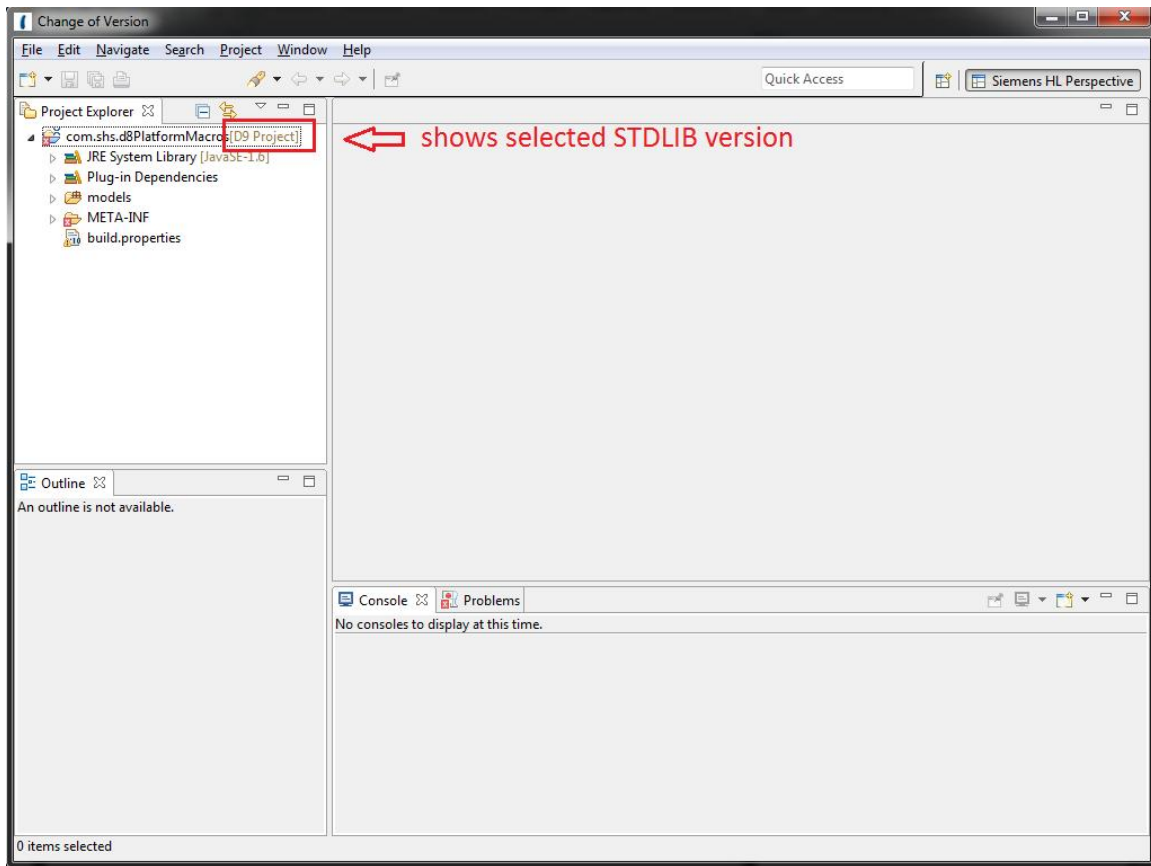 Change of Version
File Edit Navigate Search Project Window Help
Quick Access
Siemens HL Perspective
Project Explorer
com.shs.d8PlatformMacros[D9 Project]
shows selected STDLIB version
JRE System Library [JavaSE-1.6]
Plug-in Dependencies
models
META-INF
build.properties
Outline
An outline is not available.
Console Problems
No consoles to display at this time.
0 items selected